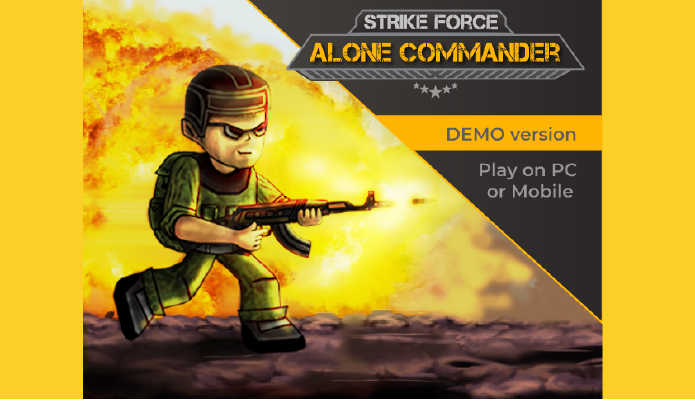 STRIKE FORCE
ALONE COMMANDER
DEMO version
Play on PC
or Mobile